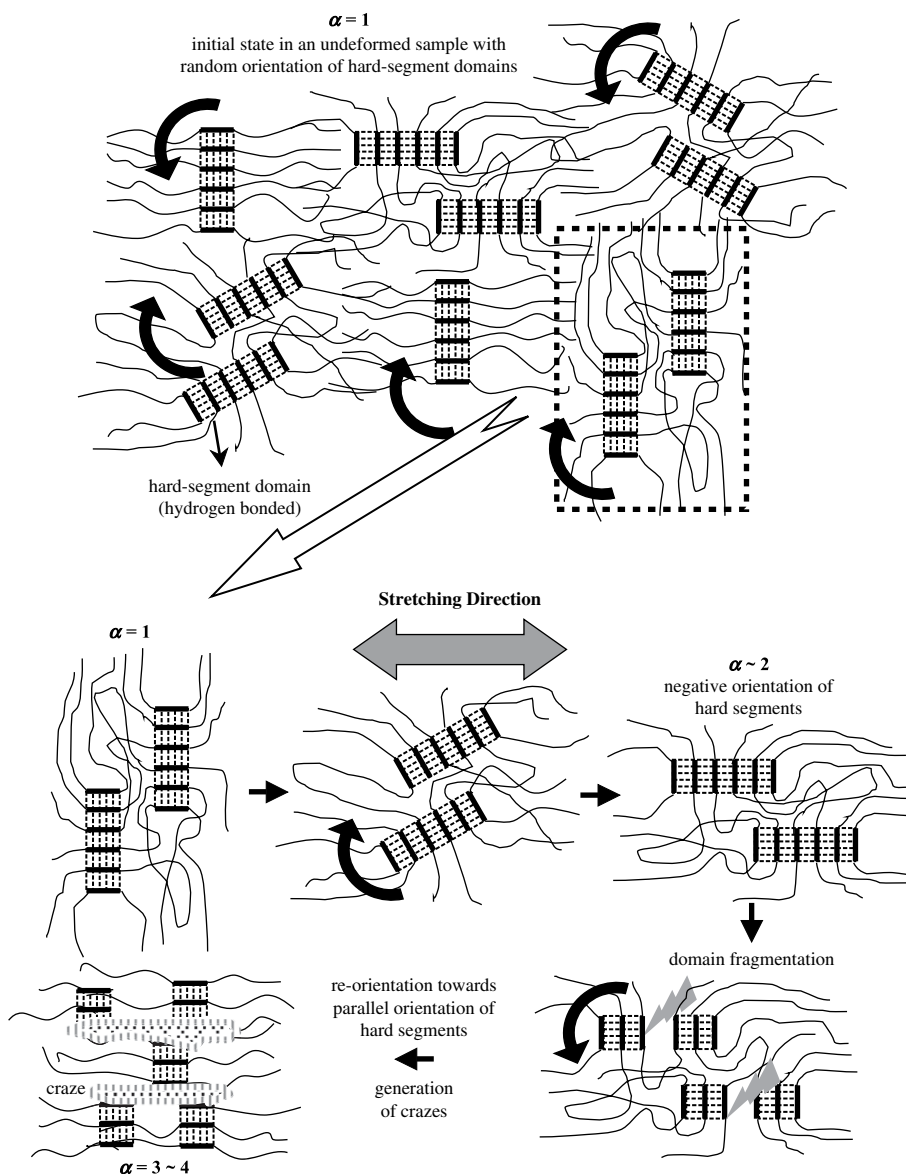 α = 1
initial state in an undeformed sample with
random orientation of hard-segment domains
hard-segment domain
(hydrogen bonded)
Stretching Direction
α = 1
α ~ 2
negative orientation of
hard segments
domain fragmentation
re-orientation towards
parallel orientation of
hard segments
generation
of crazes
craze
α = 3 ~ 4